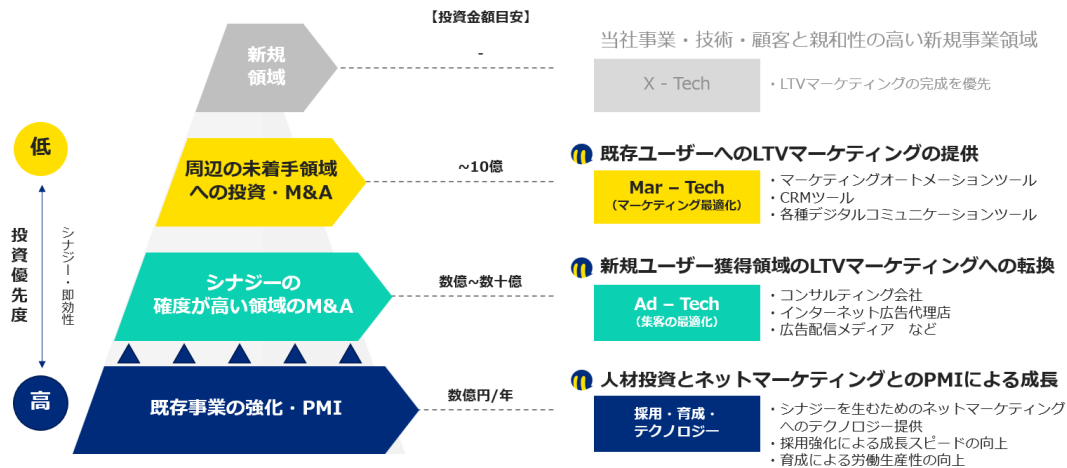 【投資金額目安】
新規
領域
-
当社事業・技術・顧客と親和性の高い新規事業領域
X - Tech
・LTVマーケティングの完成を優先
低
周辺の未着手領域
への投資・M&A
~10億
既存ユーザーへのLTVマーケティングの提供
Mar – Tech
（マーケティング最適化）
・マーケティングオートメーションツール
・CRMツール
・各種デジタルコミュニケーションツール
投資優先度
シナジー・即効性
シナジーの
確度が高い領域のM&A
数億~数十億
新規ユーザー獲得領域のLTVマーケティングへの転換
Ad – Tech
（集客の最適化）
・コンサルティング会社
・インターネット広告代理店
・広告配信メディア　など
高
既存事業の強化・PMI
数億円/年
人材投資とネットマーケティングとのPMIによる成長
採用・育成・
テクノロジー
・シナジーを生むためのネットマーケティング
へのテクノロジー提供
・採用強化による成長スピードの向上
・育成による労働生産性の向上